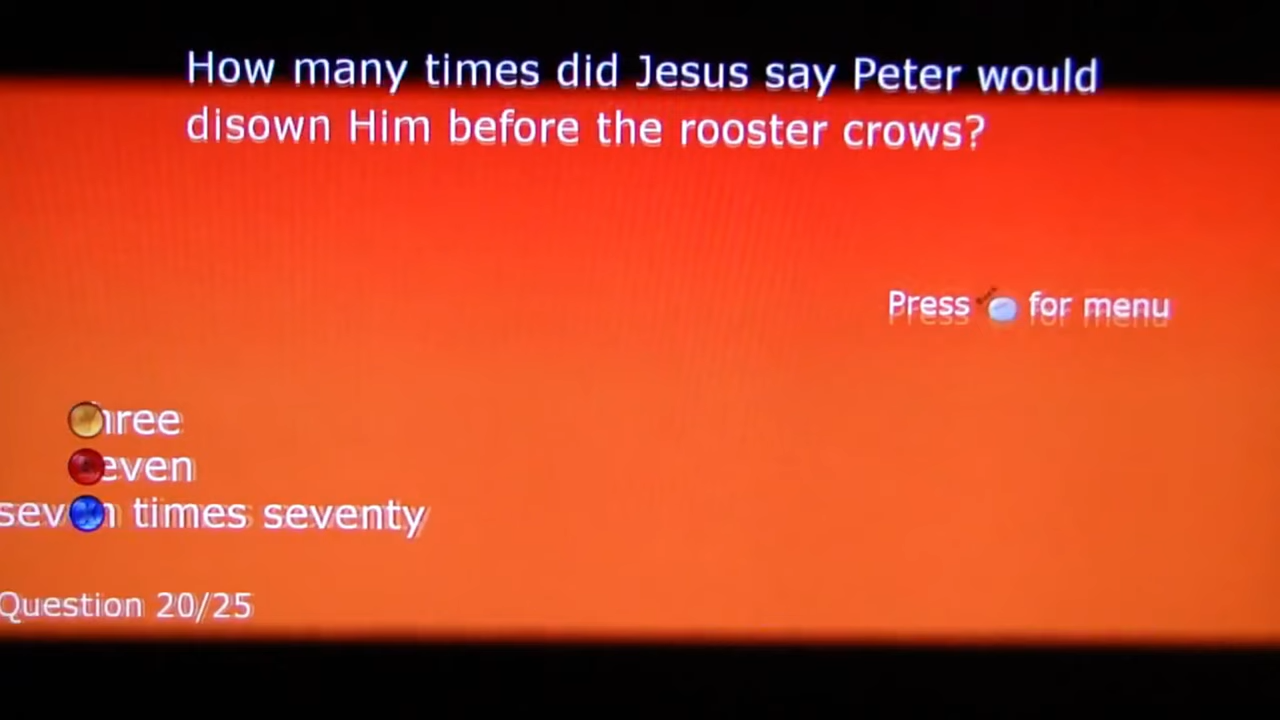 How many times did Jesus say Peter would
disown Him before the rooster crows?
Press for menu
hree
even
seven times seventy
Question 20/25